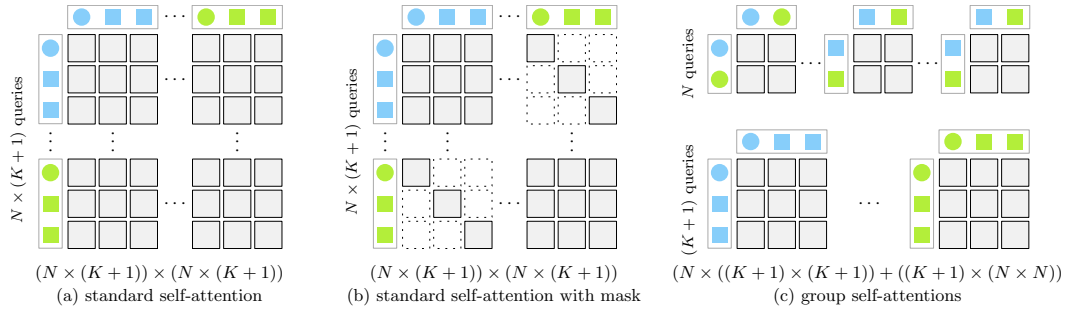 N × (K + 1) queries
(N × (K + 1)) × (N × (K + 1))
(a) standard self-attention
N × (K + 1) queries
(N × (K + 1)) × (N × (K + 1))
(b) standard self-attention with mask
N queries
(K + 1) queries
(N × ((K + 1) × (K + 1)) + ((K + 1) × (N × N))
(c) group self-attentions